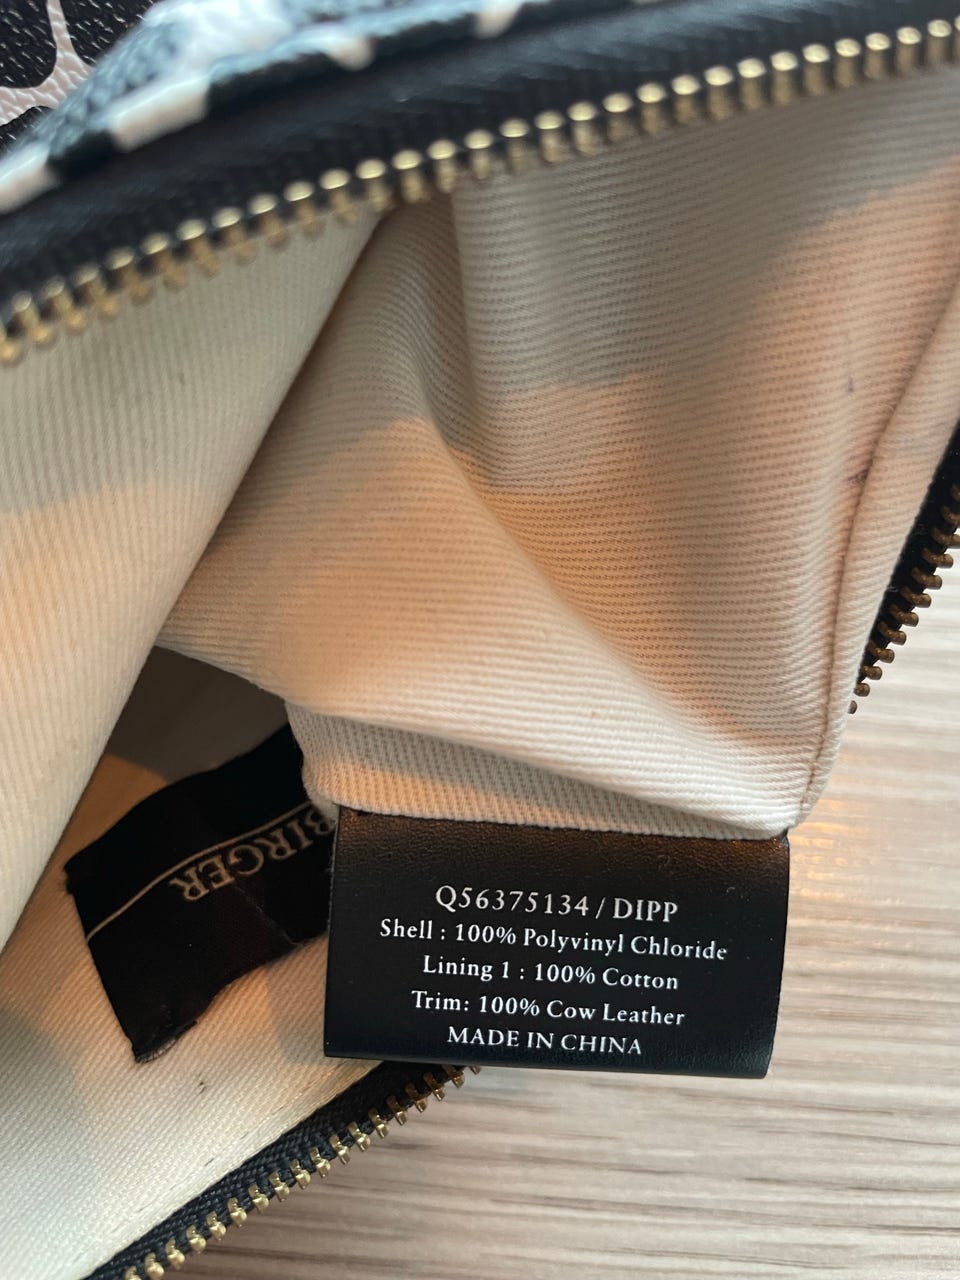 BIRGER
Q56375134 / DIPP
Shell : 100% Polyvinyl Chloride
Lining 1 : 100% Cotton
Trim: 100% Cow Leather
MADE IN CHINA